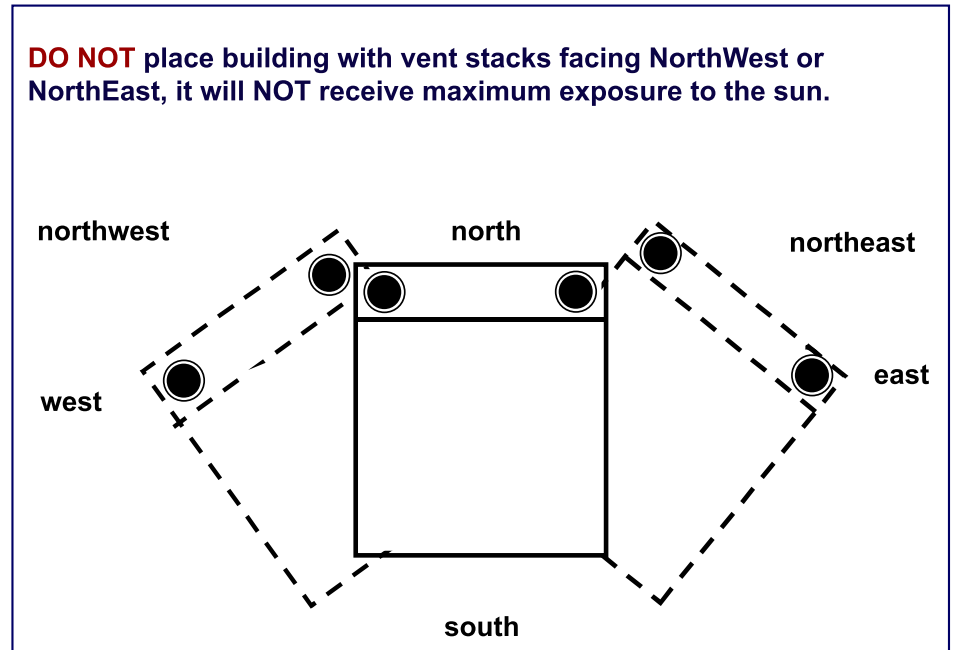 DO NOT place building with vent stacks facing NorthWest or
NorthEast, it will NOT receive maximum exposure to the sun.
northwest
north
northeast
west
east
south